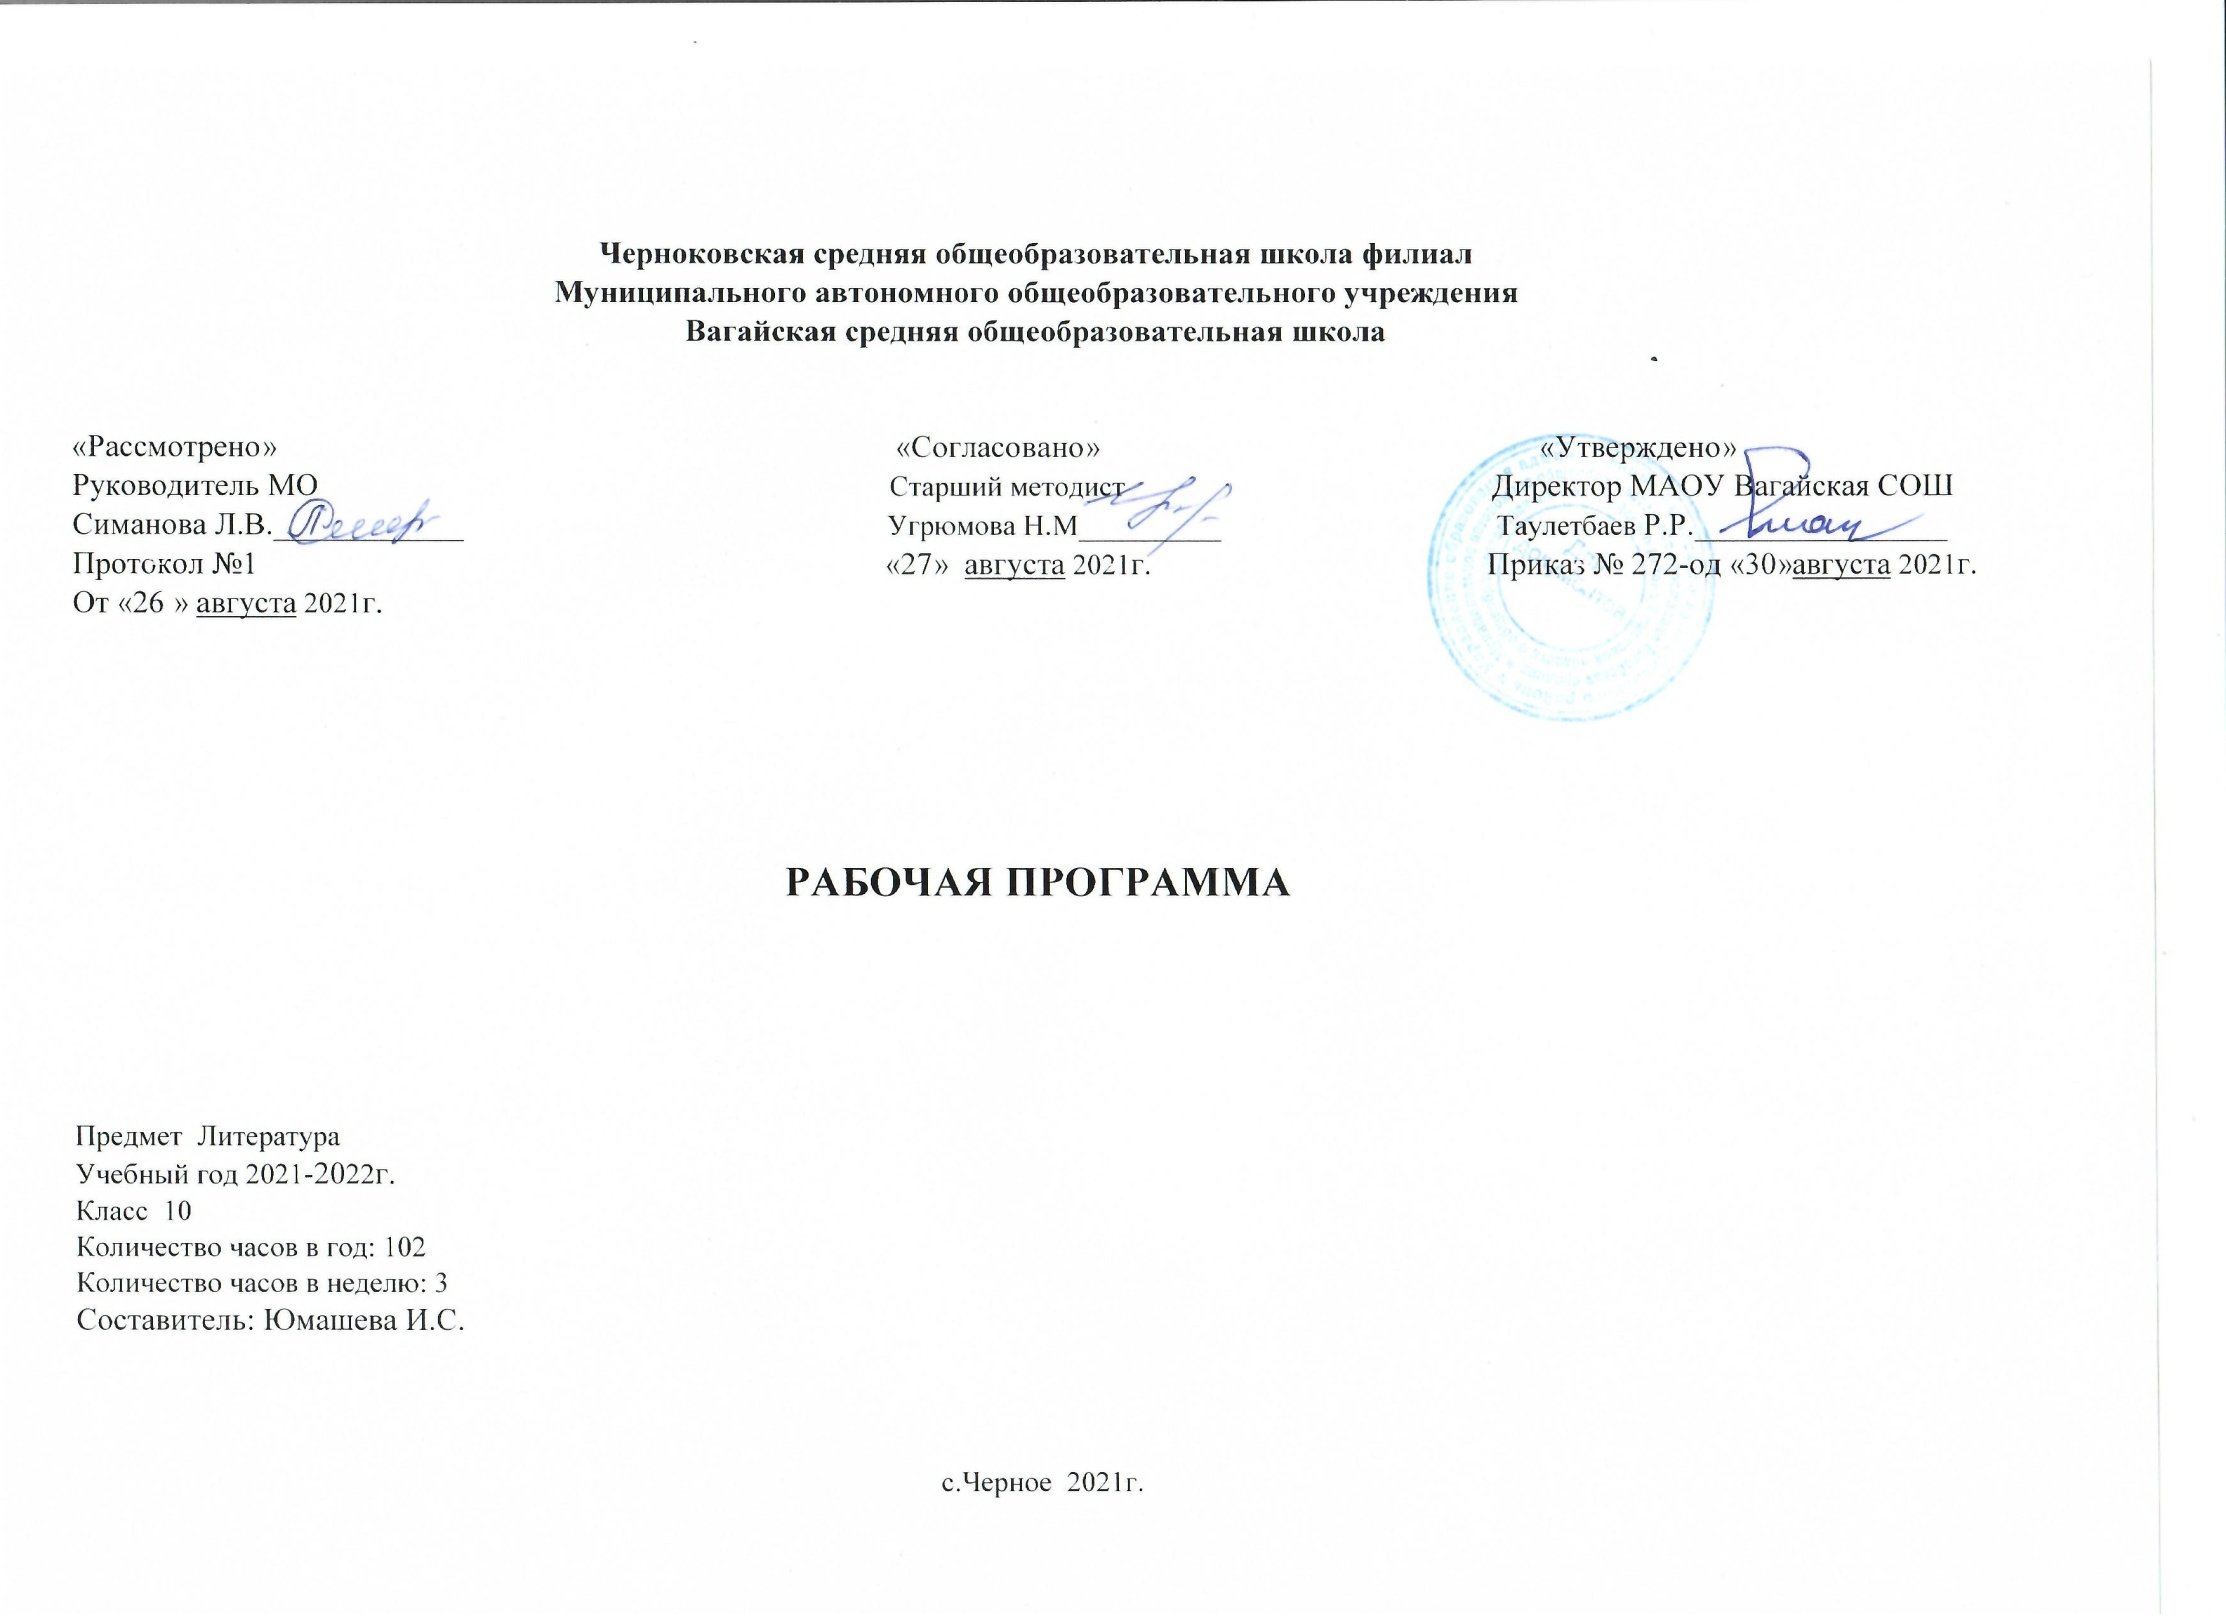 Черноковская средняя общеобразовательная школа филиал
Муниципального автономного общеобразовательного учреждения
Вагайская средняя общеобразовательная школа
«Рассмотрено»
Руководитель МО
Симанова Л.В.
Протокол №1
От «26 » августа 2021г.
«Согласовано»
Старший методист
Угрюмова Н.М
«27» августа 2021г.
«Утверждено»
Директор МАОУ Вагайская СОШ
Таулетбаев Р.Р.
Приказ № 272-од «30»августа 2021г.
РАБОЧАЯ ПРОГРАММА
Предмет Литература
Учебный год 2021-2022г.
Класс 10
Количество часов в год: 102
Количество часов в неделю: 3
Составитель: Юмашева И.С.
с.Черное 2021г.